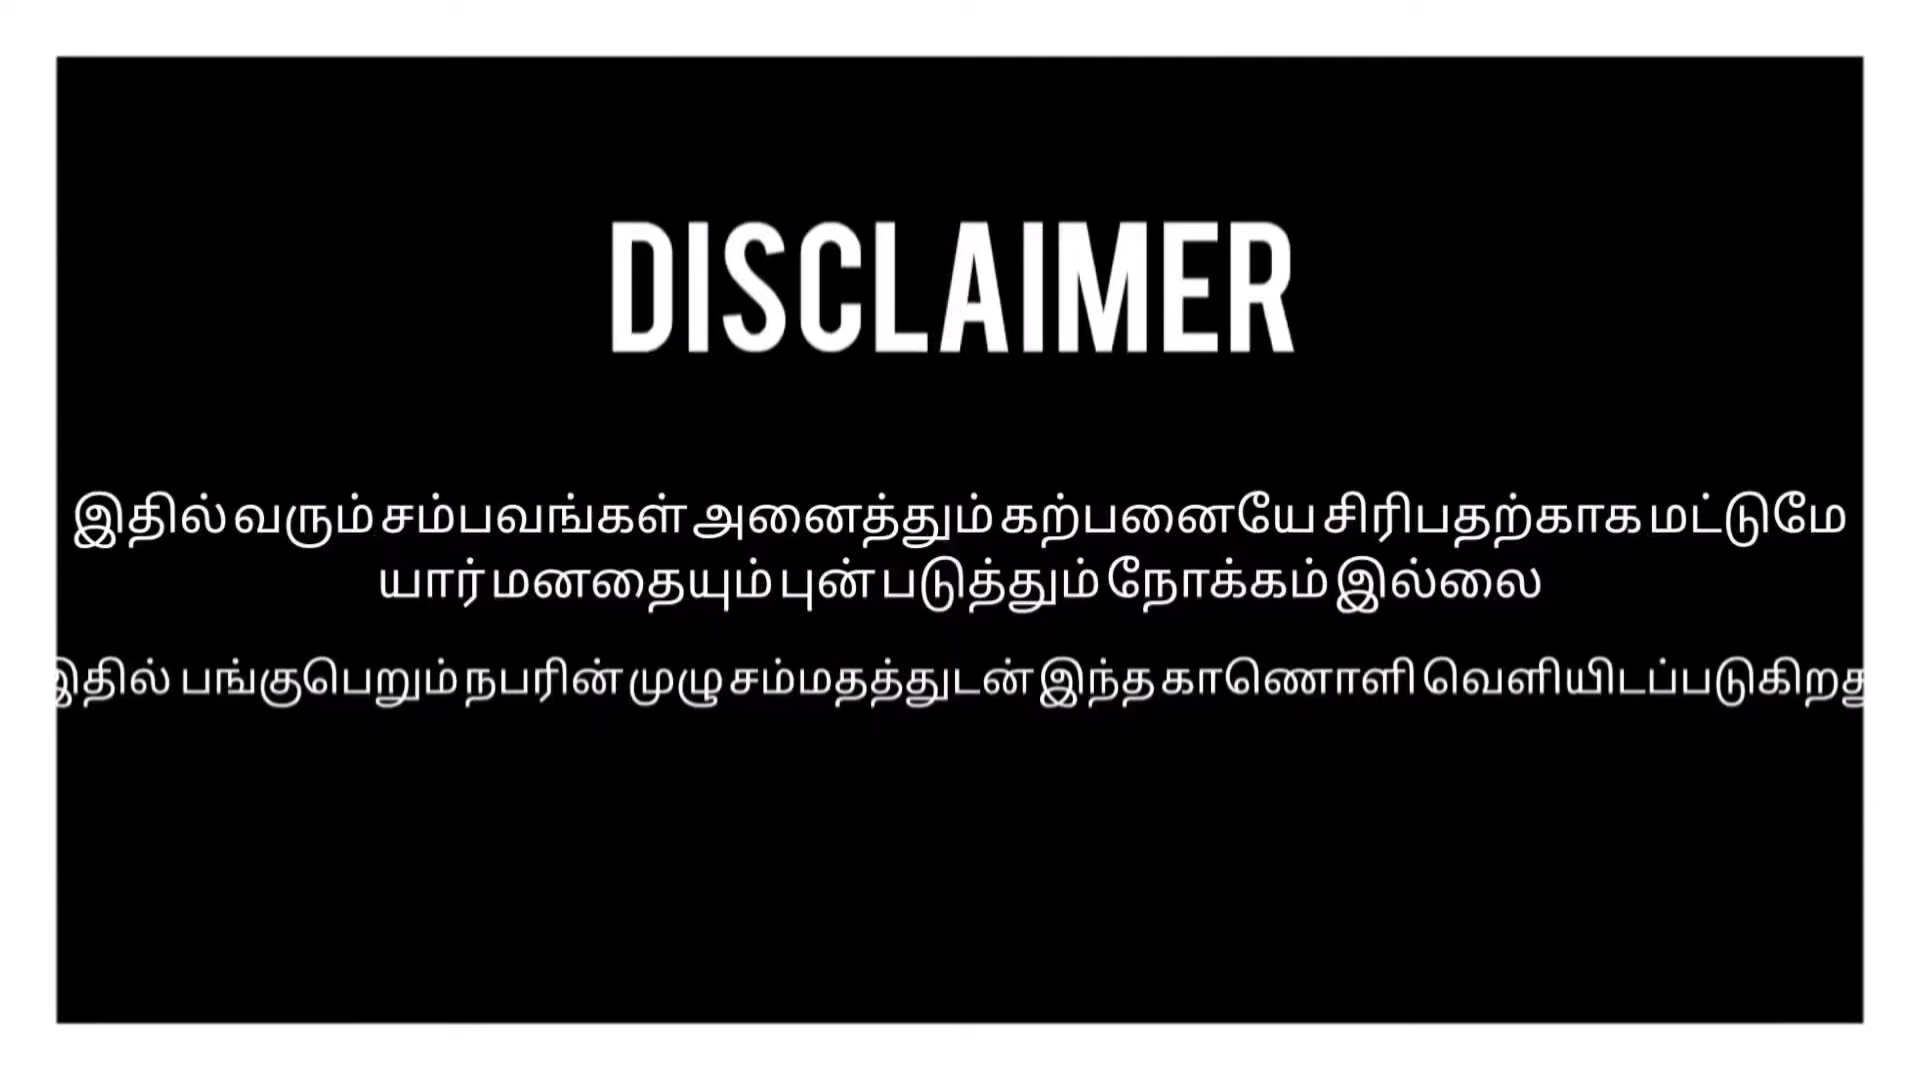 DISCLAIMER
இதில் வரும் சம்பவங்கள் அனைத்தும் கற்பனையே சிரிபதற்காக மட்டுமே
யார் மனதையும் புன் படுத்தும் நோக்கம் இல்லை
இதில் பங்குபெறும் நபரின் முழு சம்மதத்துடன் இந்த காணொளி வெளியிடப்படுகிறது